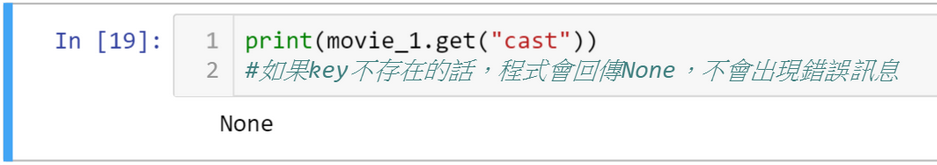 In [19]: 1 print(movie_1.get("cast"))
2 #如果key不存在的話，程式會回傳None，不會出現錯誤訊息
None